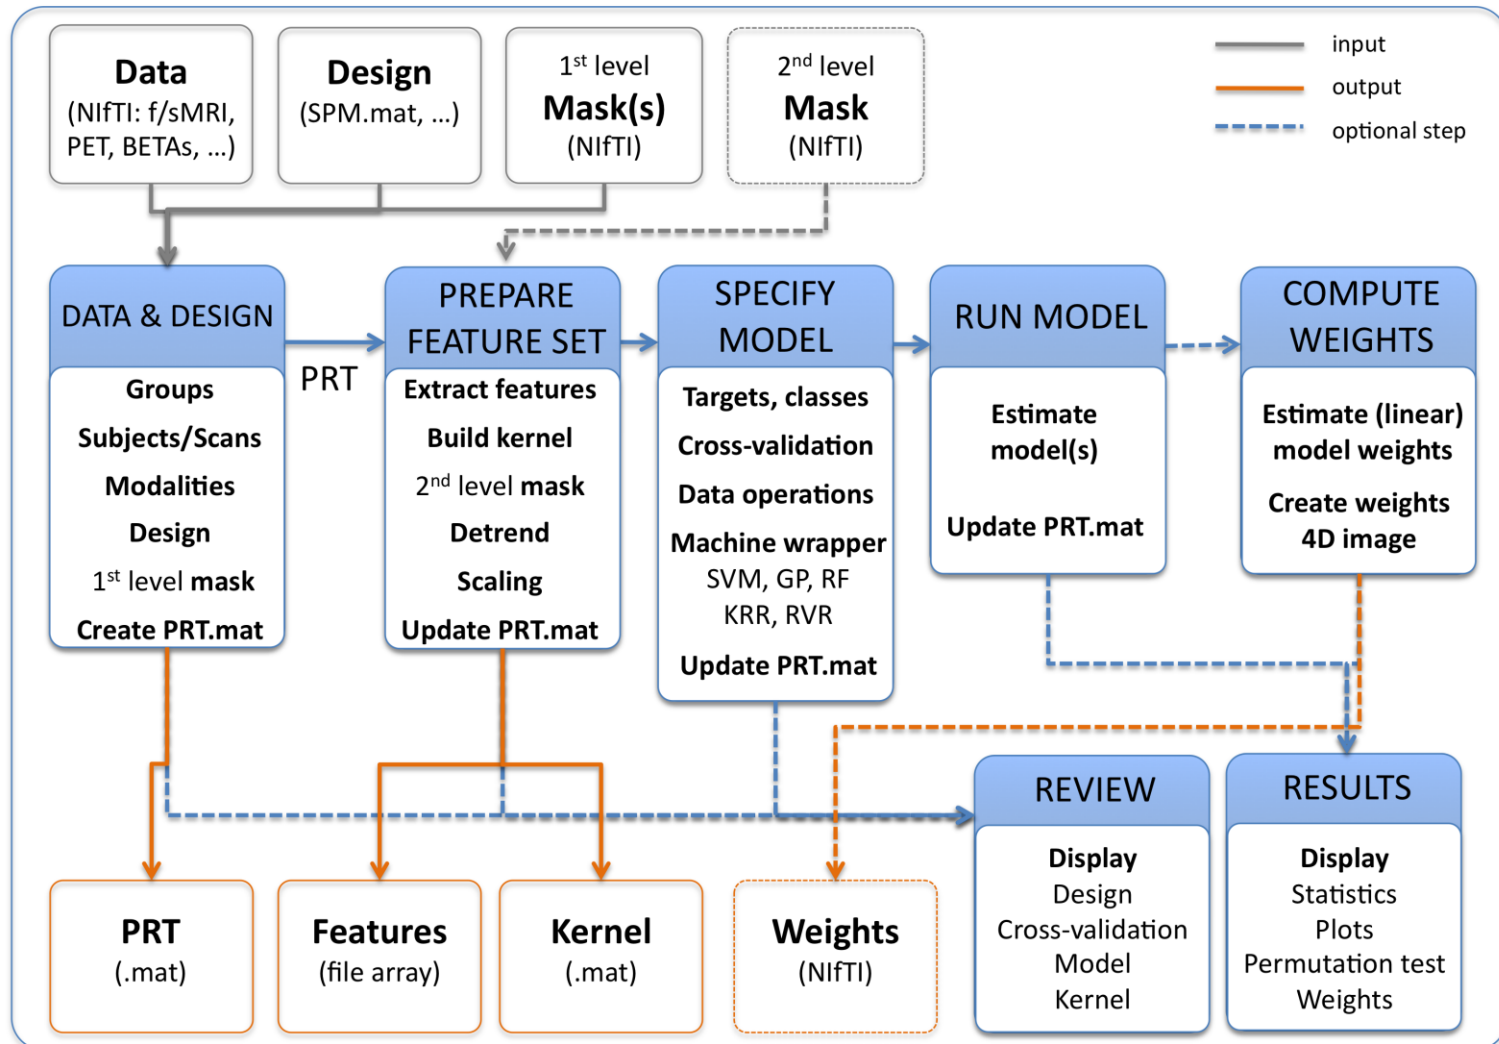 Data
(NIfTI: f/sMRI,
PET, BETAs, ...)
Design
(SPM.mat, ...)
1st level
Mask(s)
(NIfTI)
2nd level
Mask
(NIfTI)
input
output
optional step
DATA & DESIGN
Groups
Subjects/Scans
Modalities
Design
1st level mask
Create PRT.mat
PRT
PREPARE
FEATURE SET
Extract features
Build kernel
2nd level mask
Detrend
Scaling
Update PRT.mat
SPECIFY
MODEL
Targets, classes
Cross-validation
Data operations
Machine wrapper
SVM, GP, RF
KRR, RVR
Update PRT.mat
RUN MODEL
Estimate
model(s)
Update PRT.mat
COMPUTE
WEIGHTS
Estimate (linear)
model weights
Create weights
4D image
PRT
(.mat)
Features
(file array)
Kernel
(.mat)
Weights
(NIfTI)
REVIEW
Display
Design
Cross-validation
Model
Kernel
RESULTS
Display
Statistics
Plots
Permutation test
Weights